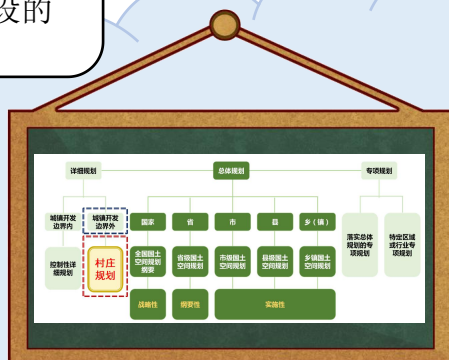 设的
详细规划 总体规划 专项规划
城镇开发
边界内
城镇开发
边界外
国家 省 市 县 乡（镇）
控制性详
细规划
村庄
规划
全国国土
空间规划
纲要
省级国土
空间规划
市级国土
空间规划
县级国土
空间规划
乡镇国土
空间规划
落实总体
规划的专
项规划
特定区域
或行业专
项规划
战略性 纲要性 实施性